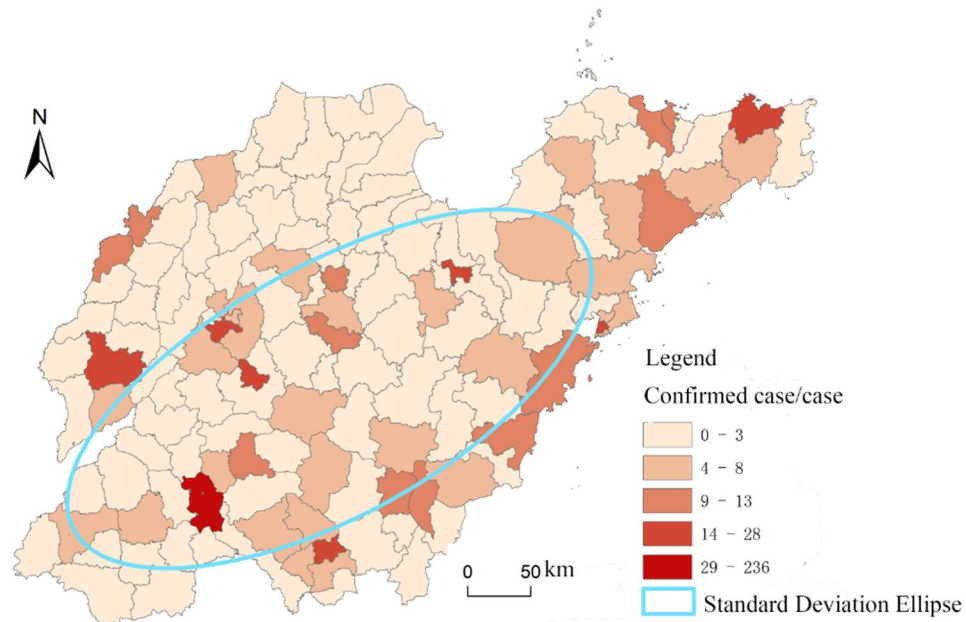 N
Legend
Confirmed case/case
0 - 3
4 - 8
9 - 13
14 - 28
29 - 236
0 50 km
Standard Deviation Ellipse